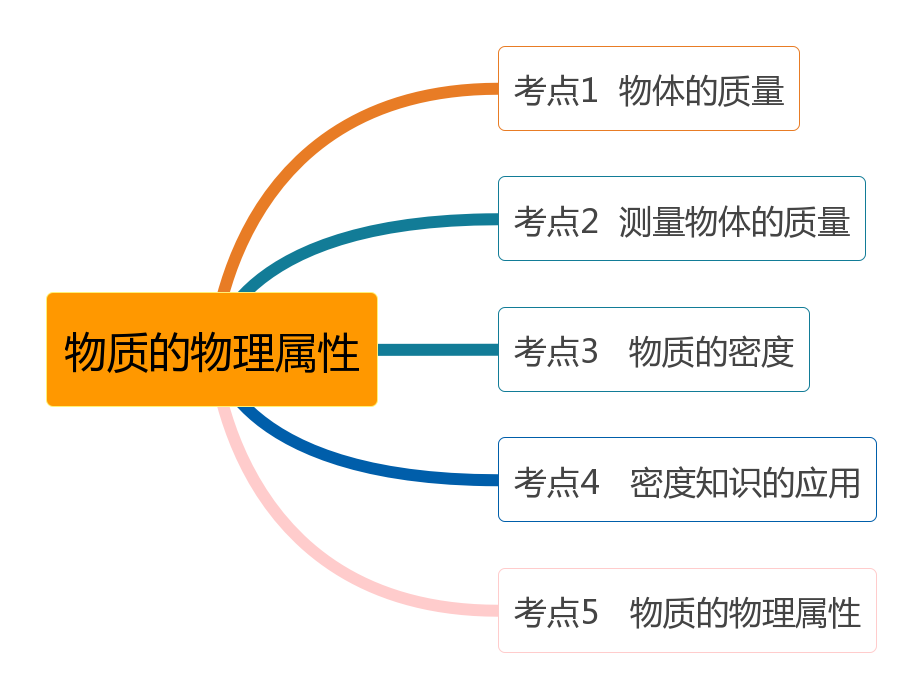 考点1 物体的质量
考点2 测量物体的质量
物质的物理属性
考点3 物质的密度
考点4 密度知识的应用
考点5 物质的物理属性